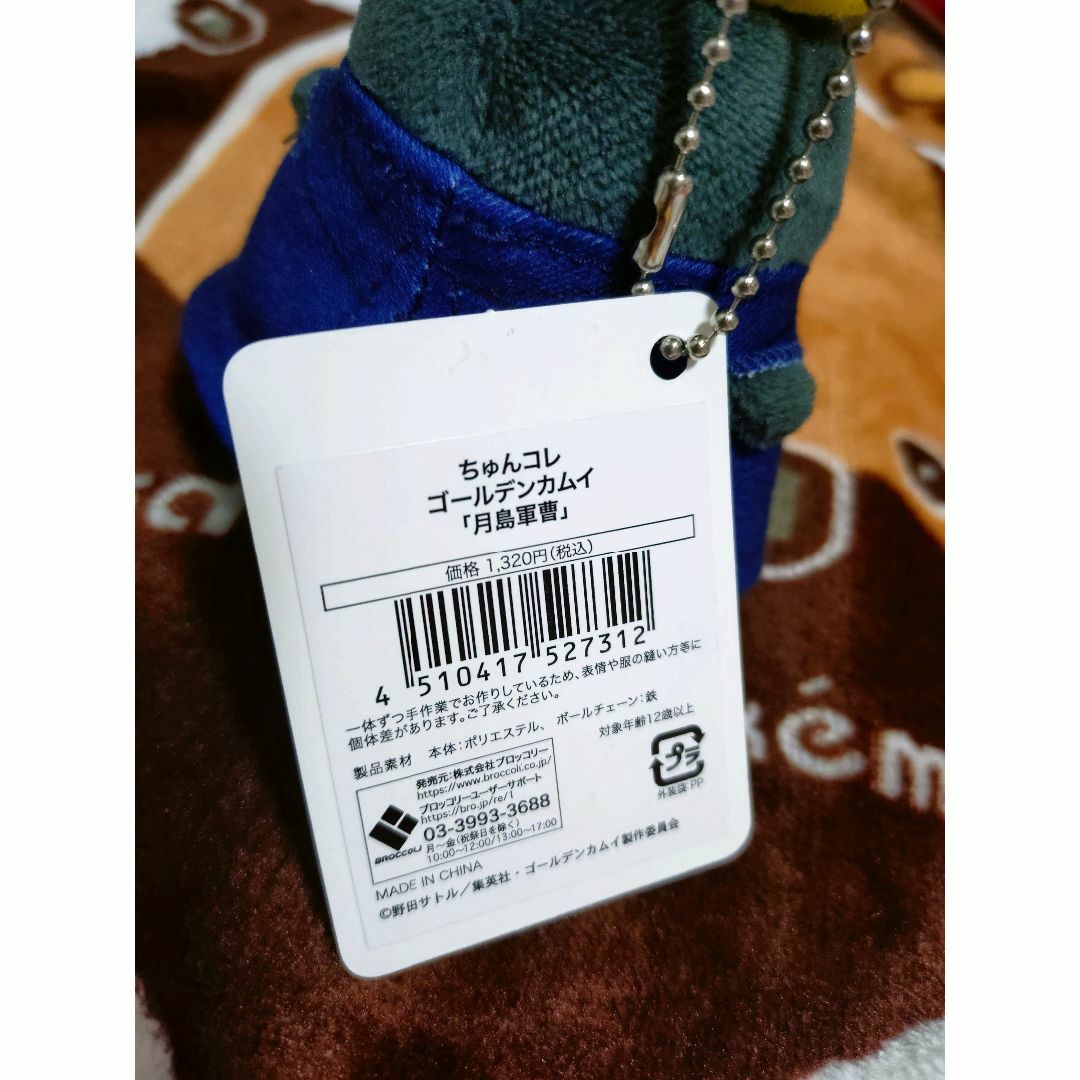 ちゅんコレ
ゴールデンカムイ
「月島軍曹」
価格 1,320円(税込)
4 510417 527312
一体ずつ手作業でお作りしているため、表情や服の縫い方等に
個体差があります。ご了承ください。
製品素材 本体:ポリエステル、 ボールチェーン:鉄
対象年齢12歳以上
発売元:株式会社ブロッコリー
https://www.broccoli.co.jp/
ブロッコリーユーザーサポート
https://bro.jp/re/1
03-3993-3688
月〜金(祝祭日を除く)
10:00~12:00/13:00~17:00
BROCCOLI
プラ
外装袋:PP
MADE IN CHINA
©野田サトル/集英社・ゴールデンカムイ製作委員会